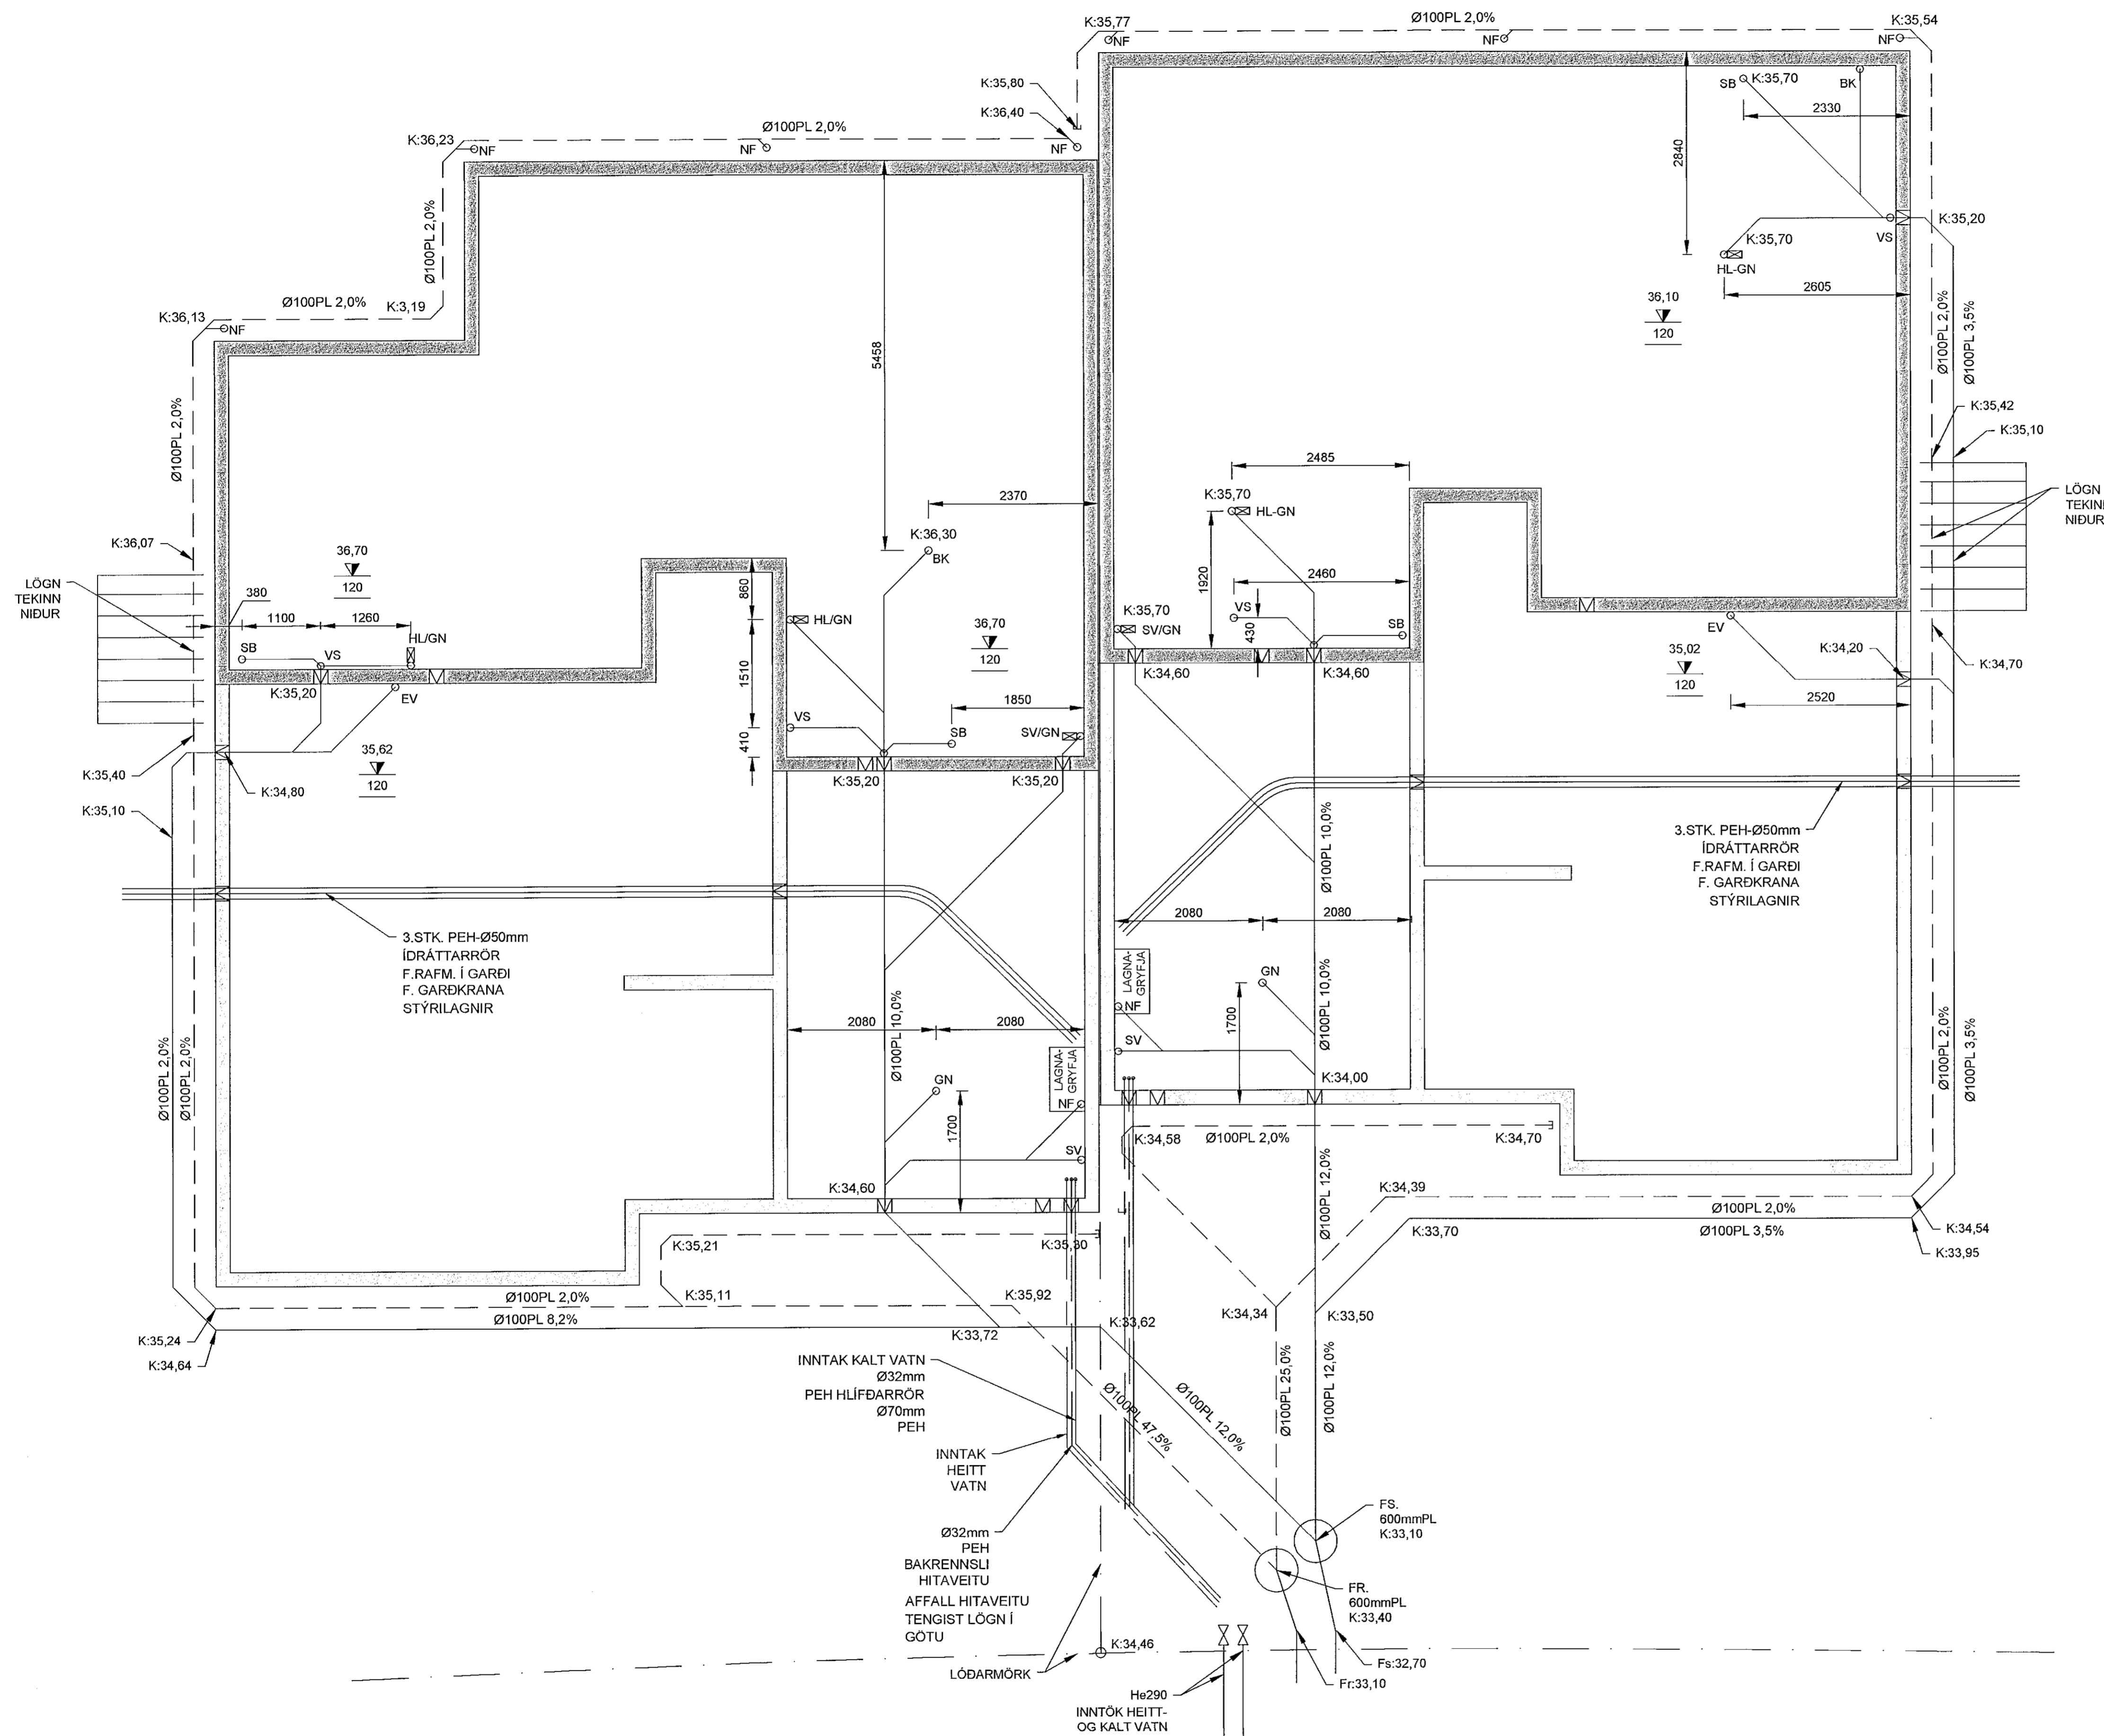 K:35,77
Ø100PL 2,0%
K:35,54
NF
NF
NF
K:35,80
K:36,40
K:35,70
SB
BK
2330
2840
Ø100PL 2,0%
K:36,23
NF
NF
NF
Ø100PL 2,0%
K:35,20
VS
K:35,70
HL-GN
2605
36,10
120
Ø100PL 2,0%
K:3,19
K:36,13
NF
Ø100PL 2,0%
5458
Ø100PL 2,0%
Ø100PL 3,5%
K:35,42
K:35,10
LÖGN
NIÐUR
2485
K:35,70
HL-GN
2370
K:36,30
BK
1920
2460
VS
430
SB
K:35,70
SV/GN
K:34,60
K:34,60
K:36,07
LÖGN
TEKINN
NIÐUR
36,70
120
380
1100
1260
HL/GN
SB
VS
K:35,20
EV
860
HL/GN
1510
410
VS
36,70
120
1850
SB
SV/GN
K:35,20
K:35,20
EV
35,02
120
K:34,20
K:34,70
2520
35,62
120
K:35,40
K:34,80
K:35,10
3.STK. PEH-Ø50mm
ÍDRÁTTARRÖR
F.RAFM. Í GARÐI
F. GARÐKRANA
STÝRILAGNIR
3.STK. PEH-Ø50mm
ÍDRÁTTARRÖR
F.RAFM. Í GARÐI
F. GARÐKRANA
STÝRILAGNIR
Ø100PL 10,0%
2080
2080
LAGNA-
GRYFJA
NF
GN
1700
Ø100PL 10,0%
SV
K:34,00
Ø100PL 10,0%
2080
2080
LAGNA-
GRYFJA
NF
GN
1700
SV
K:34,60
Ø100PL 2,0%
Ø100PL 2,0%
Ø100PL 2,0%
Ø100PL 3,5%
K:34,58
Ø100PL 2,0%
K:34,70
Ø100PL 12,0%
K:34,39
Ø100PL 2,0%
K:34,54
K:33,70
Ø100PL 3,5%
K:33,95
K:35,21
K:35,30
Ø100PL 2,0%
K:35,11
K:35,92
Ø100PL 8,2%
K:35,24
K:34,64
K:33,72
K:33,62
K:34,34
K:33,50
INNTAK KALT VATN
Ø32mm
PEH HLÍFÐARRÖR
Ø70mm
PEH
INNTAK
HEITT
VATN
Ø32mm
PEH
BAKRENNSLI
HITAVEITU
AFFALL HITAVEITU
TENGIST LÖGN Í
GÖTU
Ø100PL 47,5%
Ø100PL 12,0%
Ø100PL 25,0%
Ø100PL 12,0%
FS.
600mmPL
K:33,10
FR.
600mmPL
K:33,40
K:34,46
LÓÐARMÖRK
Fs:32,70
Fr:33,10
He290
INNTÖK HEITT-
OG KALT VATN